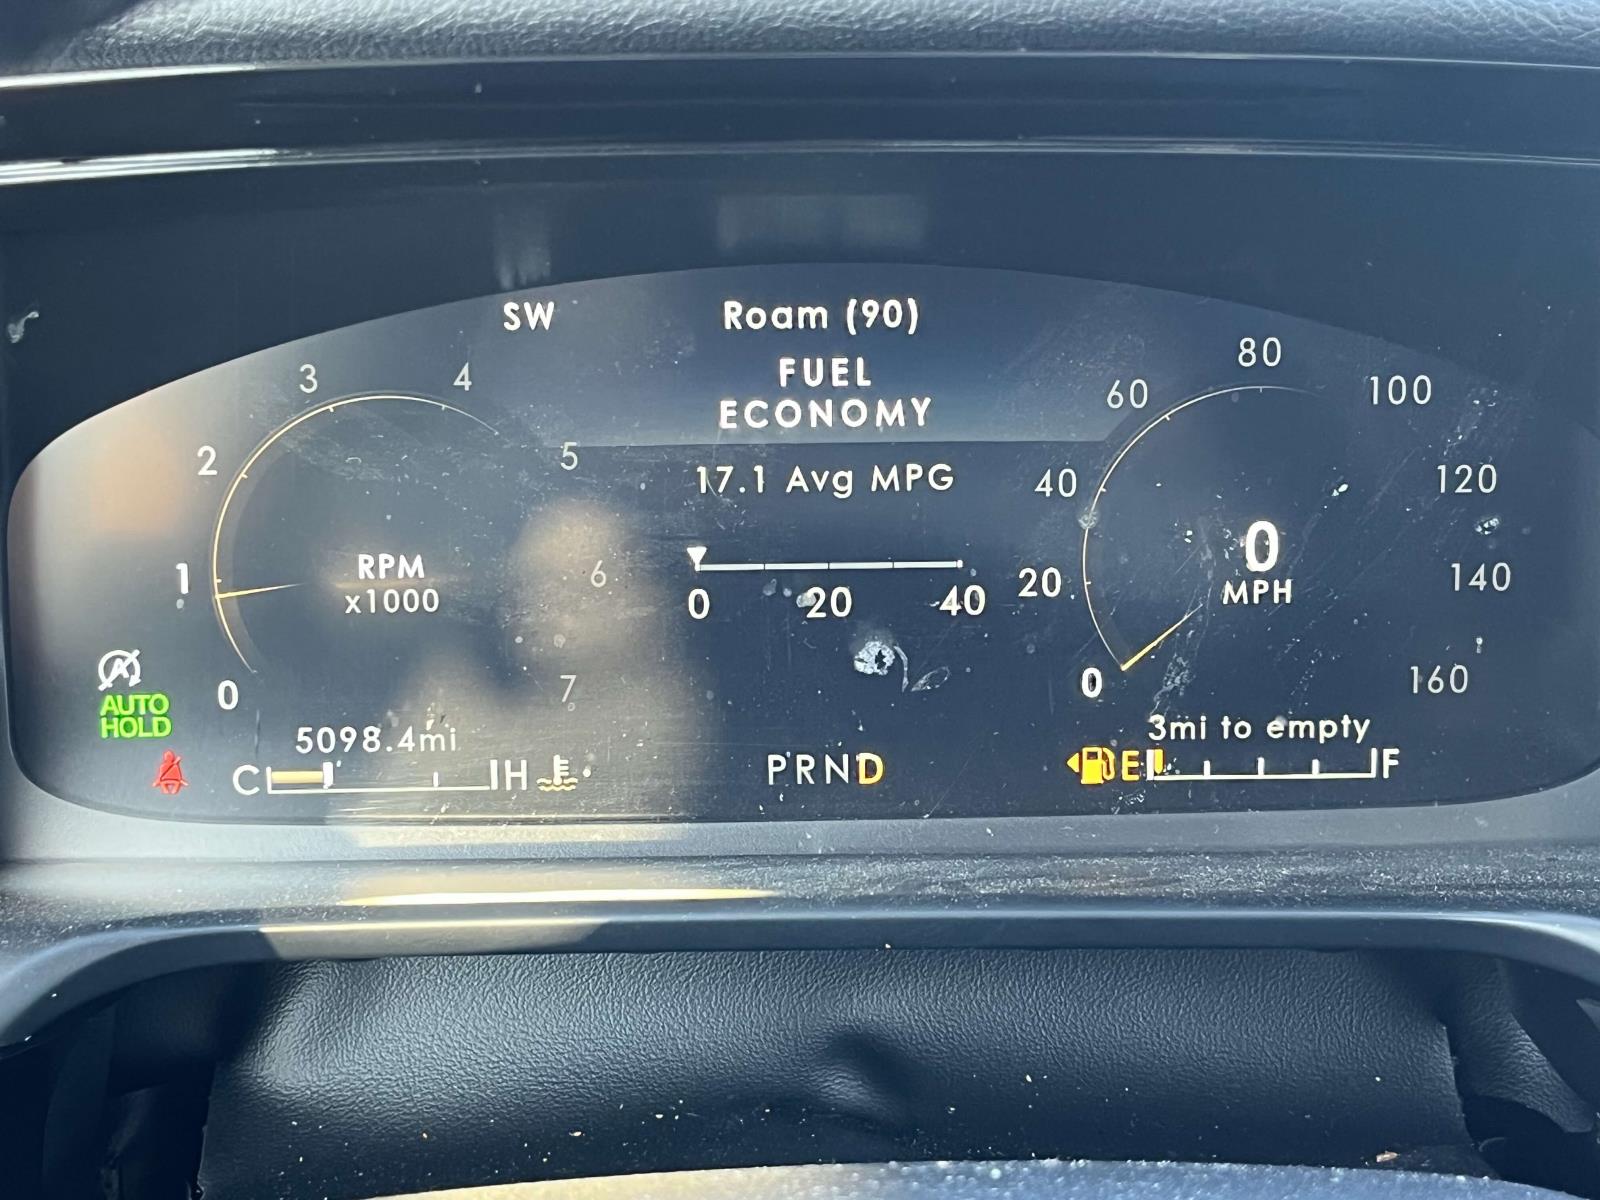 SW
Roam (90)
FUEL
ECONOMY
17.1 Avg MPG
0 20 40
0 1 2 3 4 5 6 7
RPM
x1000
0 20 40 60 80 100 120 140 160
0
MPH
A
AUTO
HOLD
5098.4mi
C H
PRND
3mi to empty
E F